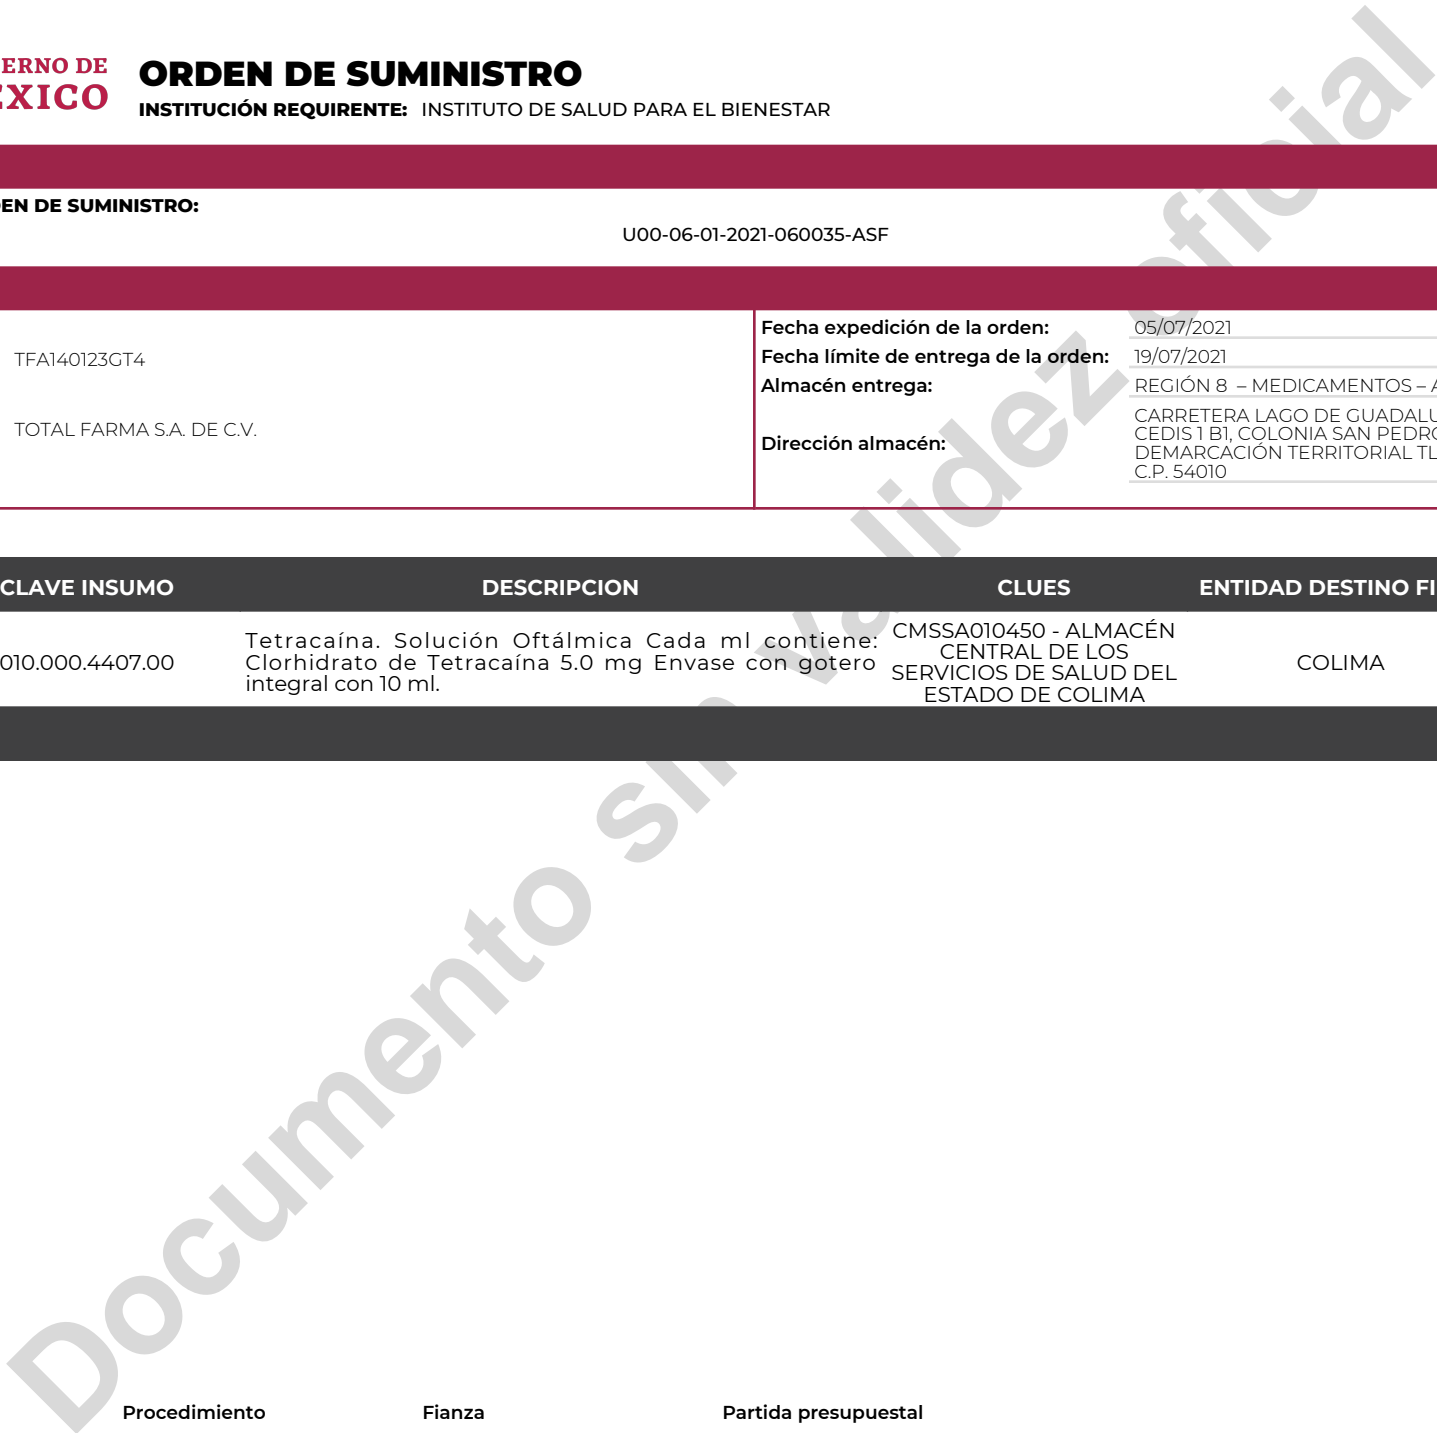 ERNO DE
EXICO
ORDEN DE SUMINISTRO
INSTITUCIÓN REQUIRENTE: INSTITUTO DE SALUD PARA EL BIENESTAR
EN DE SUMINISTRO:
U00-06-01-2021-060035-ASF
TFA140123GT4
TOTAL FARMA S.A. DE C.V.
Fecha expedición de la orden: 05/07/2021
Fecha límite de entrega de la orden: 19/07/2021
Almacén entrega: REGIÓN 8 – MEDICAMENTOS – A
Dirección almacén:
CARRETERA LAGO DE GUADALU
CEDIS 1 B1, COLONIA SAN PEDRO
DEMARCACIÓN TERRITORIAL TL
C.P. 54010
CLAVE INSUMO DESCRIPCION CLUES ENTIDAD DESTINO FI
010.000.4407.00
Tetracaína. Solución Oftálmica Cada ml contiene:
Clorhidrato de Tetracaína 5.0 mg Envase con gotero
integral con 10 ml.
CMSSA010450 - ALMACÉN
CENTRAL DE LOS
SERVICIOS DE SALUD DEL
ESTADO DE COLIMA
COLIMA
Documento sin validez oficial
Procedimiento Fianza Partida presupuestal